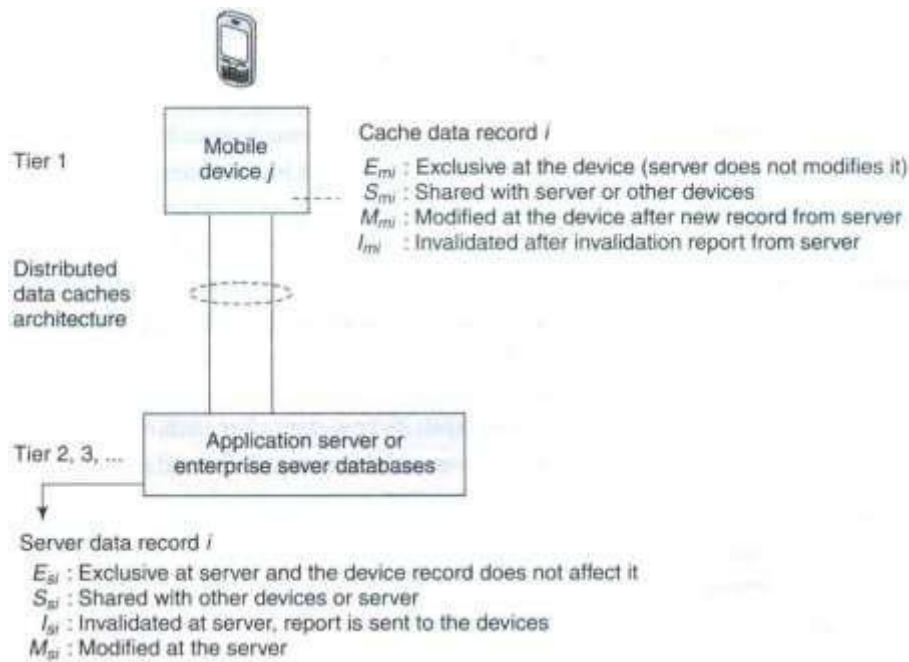 Tier 1
Mobile
device j
Cache data record i
E_mi : Exclusive at the device (server does not modifies it)
S_mi : Shared with server or other devices
M_mi : Modified at the device after new record from server
I_mi : Invalidated after invalidation report from server
Distributed
data caches
architecture
Tier 2, 3, ...
Application server or
enterprise sever databases
Server data record i
E_si : Exclusive at server and the device record does not affect it
S_si : Shared with other devices or server
I_si : Invalidated at server, report is sent to the devices
M_si : Modified at the server